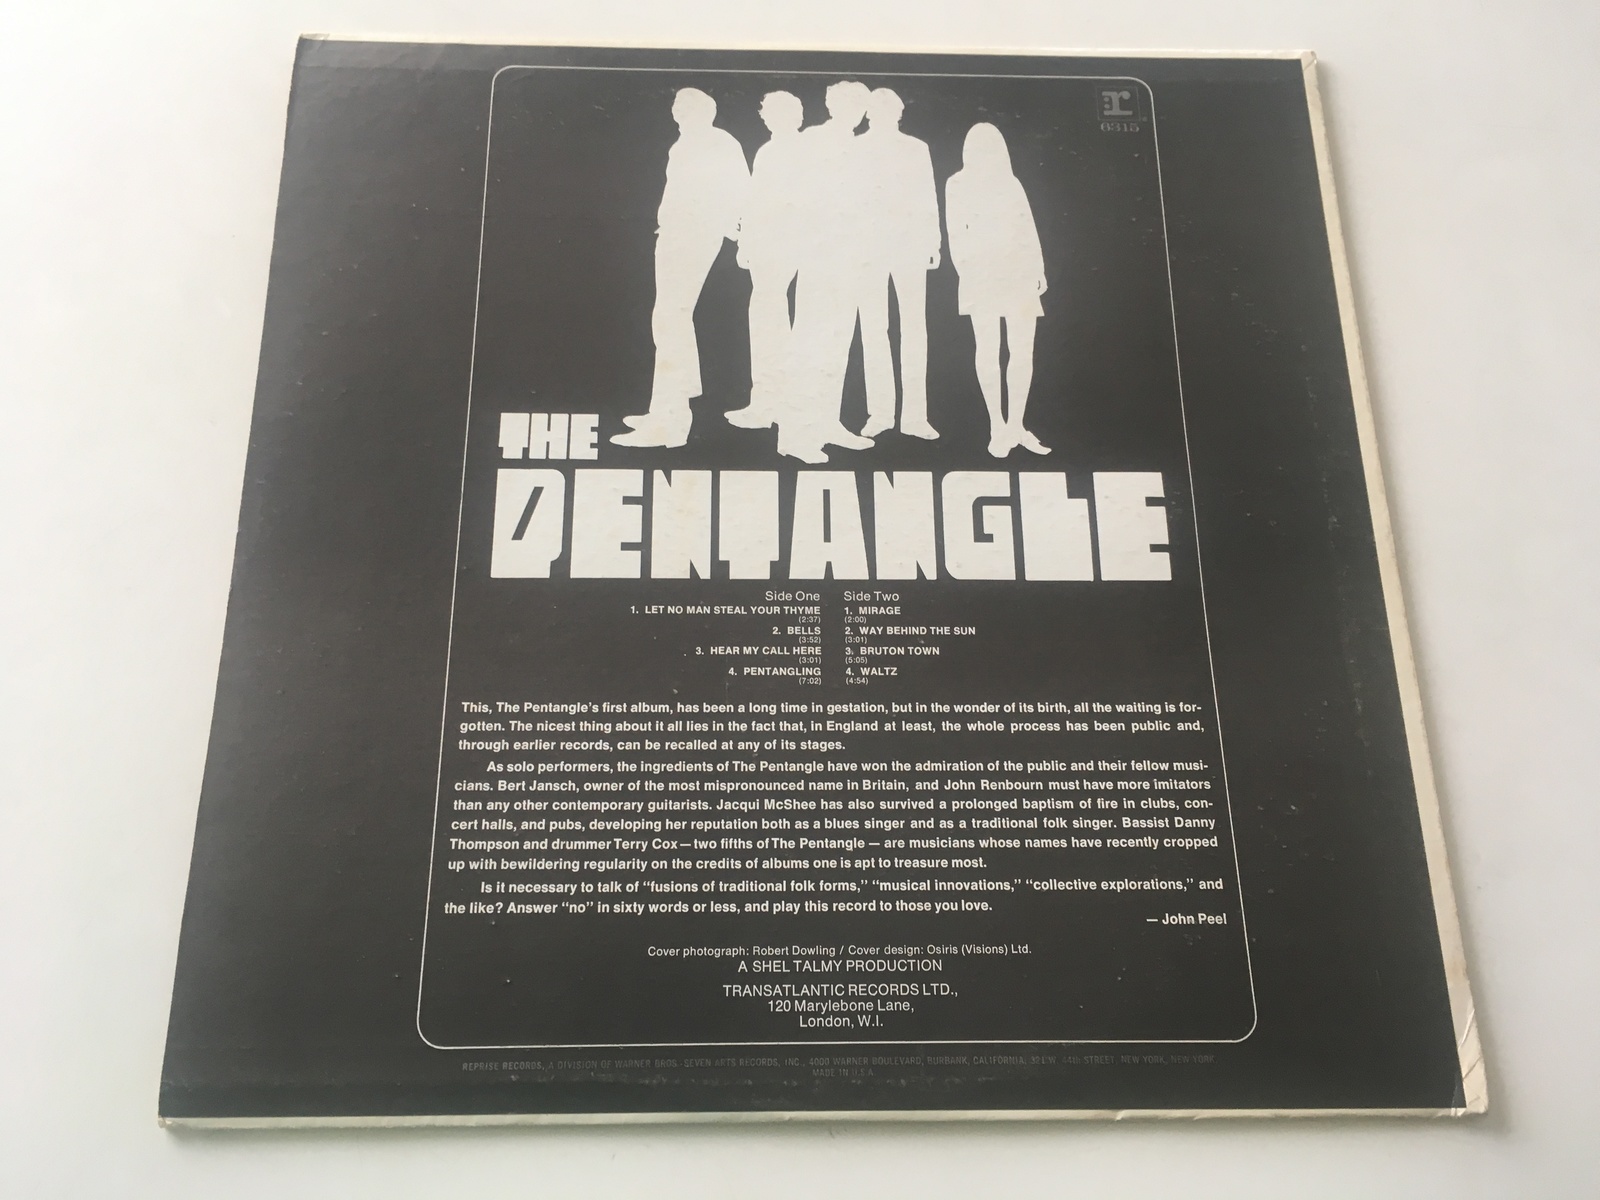 r
6315
THE
PENTANGLE
Side One
1. LET NO MAN STEAL YOUR THYME
(2:37)
2. BELLS
(3:52)
3. HEAR MY CALL HERE
(3:01)
4. PENTANGLING
(7:02)
Side Two
1. MIRAGE
(2:00)
2. WAY BEHIND THE SUN
(3:01)
3. BRUTON TOWN
(5:05)
4. WALTZ
(4:54)
This, The Pentangle's first album, has been a long time in gestation, but in the wonder of its birth, all the waiting is for-
gotten. The nicest thing about it all lies in the fact that, in England at least, the whole process has been public and,
through earlier records, can be recalled at any of its stages.
As solo performers, the ingredients of The Pentangle have won the admiration of the public and their fellow musi-
cians. Bert Jansch, owner of the most mispronounced name in Britain, and John Renbourn must have more imitators
than any other contemporary guitarists. Jacqui McShee has also survived a prolonged baptism of fire in clubs, con-
cert halls, and pubs, developing her reputation both as a blues singer and as a traditional folk singer. Bassist Danny
Thompson and drummer Terry Cox — two fifths of The Pentangle — are musicians whose names have recently cropped
up with bewildering regularity on the credits of albums one is apt to treasure most.
Is it necessary to talk of “fusions of traditional folk forms,” “musical innovations,” “collective explorations,” and
the like? Answer “no” in sixty words or less, and play this record to those you love.
— John Peel
Cover photograph: Robert Dowling / Cover design: Osiris (Visions) Ltd.
A SHEL TALMY PRODUCTION
TRANSATLANTIC RECORDS LTD.,
120 Marylebone Lane,
London, W.I.
REPRISE RECORDS, A DIVISION OF WARNER BROS.-SEVEN ARTS RECORDS, INC., 4000 WARNER BOULEVARD, BURBANK, CALIFORNIA; 44th STREET, NEW YORK, NEW YORK.
MADE IN U.S.A.